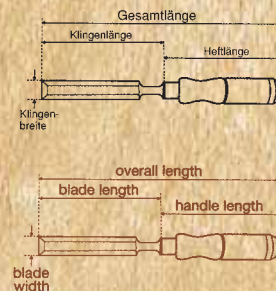 Gesamtlänge
Klingenlänge
Heftlänge
Klingen-
breite
overall length
blade length
handle length
blade
width